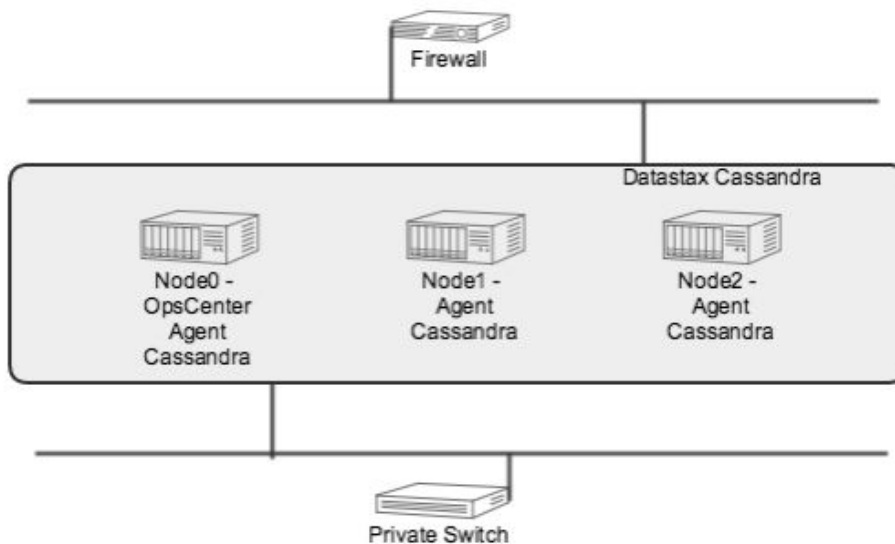 Firewall
Datastax Cassandra
Node0 -
OpsCenter
Agent
Cassandra
Node1 -
Agent
Cassandra
Node2 -
Agent
Cassandra
Private Switch